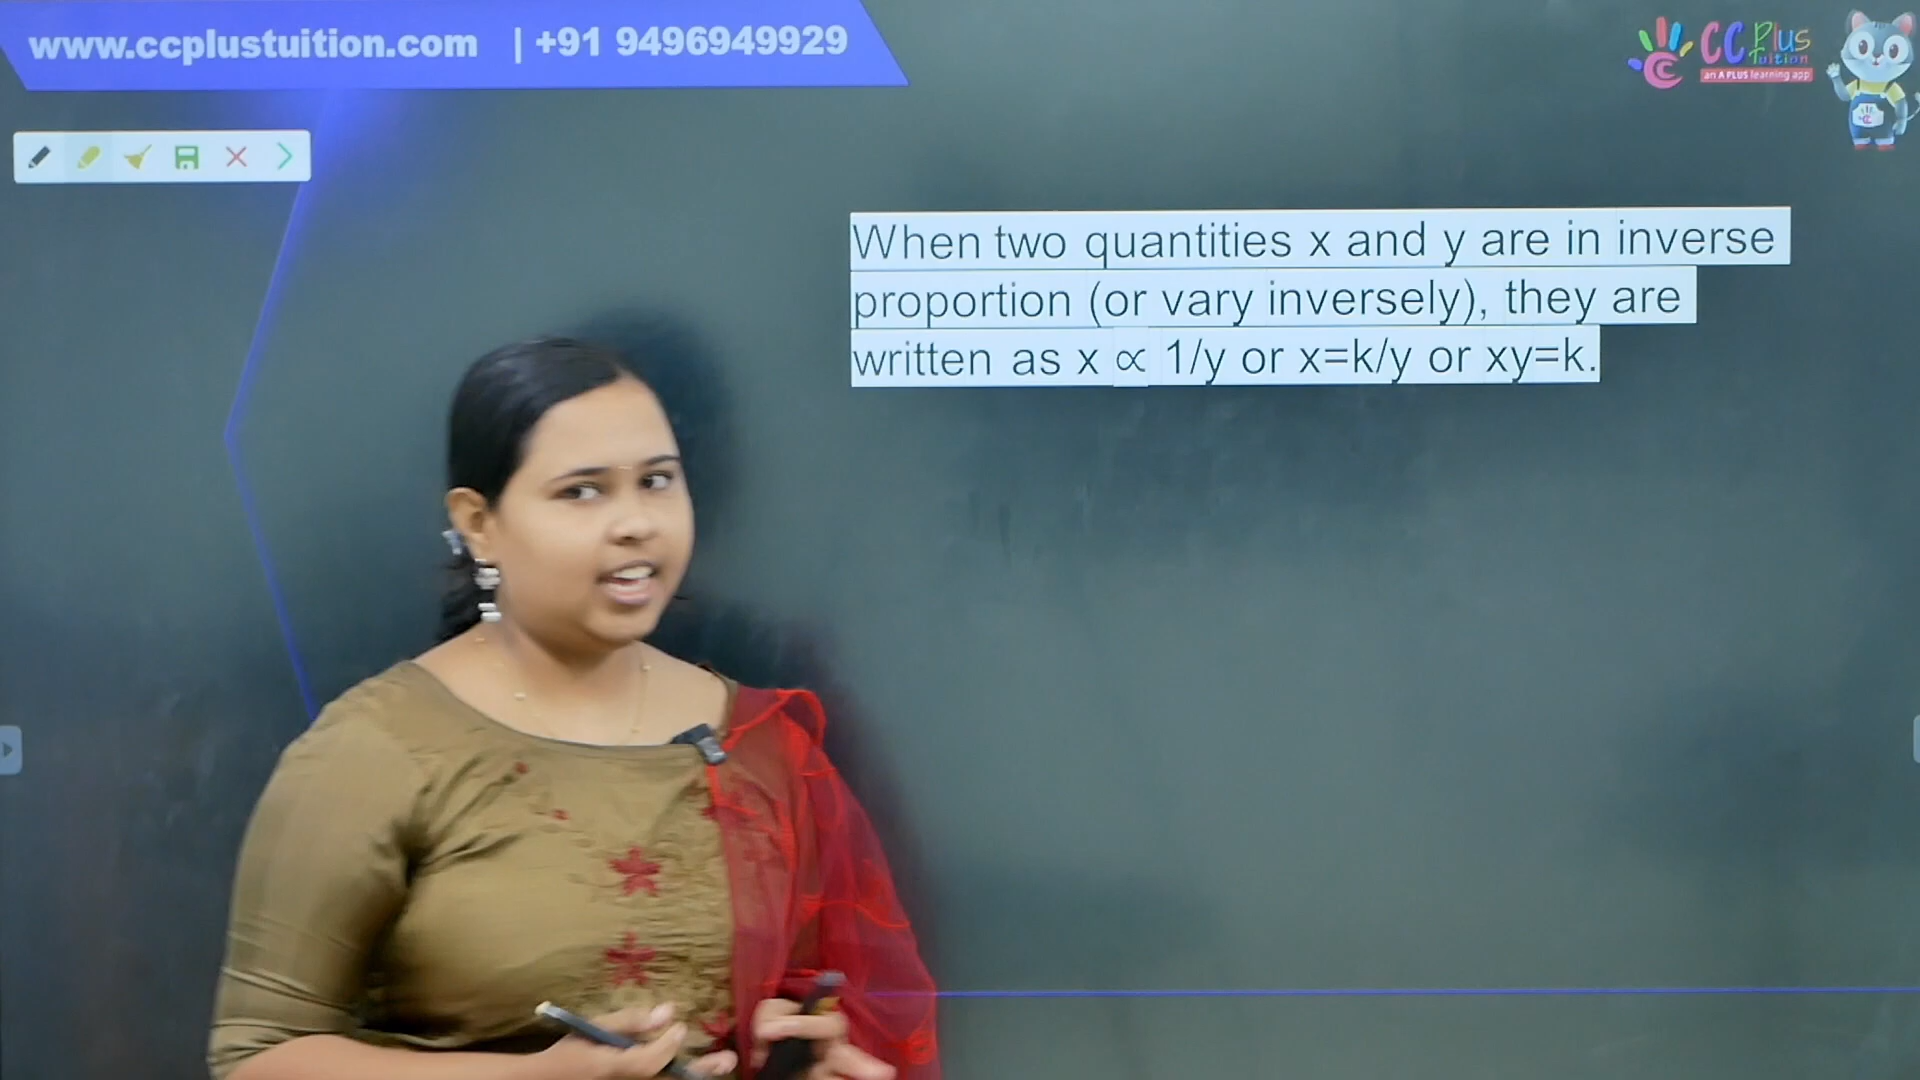 www.ccplustuition.com | +91 9496949929
CC Plus
Tuition
an A PLUS learning app
When two quantities x and y are in inverse
proportion (or vary inversely), they are
written as x ∝ 1/y or x=k/y or xy=k.